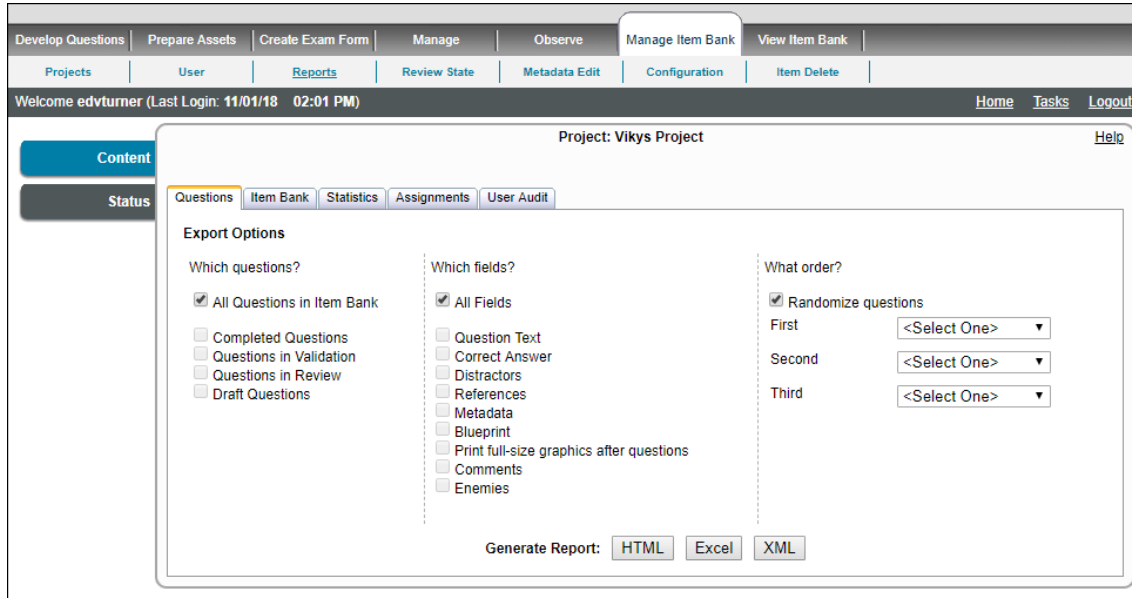 Develop Questions Prepare Assets Create Exam Form Manage Observe Manage Item Bank View Item Bank
Projects User Reports Review State Metadata Edit Configuration Item Delete
Welcome edvturner (Last Login: 11/01/18 02:01 PM) Home Tasks Logout
Project: Vikys Project Help
Content
Status
Questions Item Bank Statistics Assignments User Audit
Export Options
Which questions?
All Questions in Item Bank
Completed Questions
Questions in Validation
Questions in Review
Draft Questions
Which fields?
All Fields
Question Text
Correct Answer
Distractors
References
Metadata
Blueprint
Print full-size graphics after questions
Comments
Enemies
What order?
Randomize questions
First <Select One>
Second <Select One>
Third <Select One>
Generate Report: HTML Excel XML